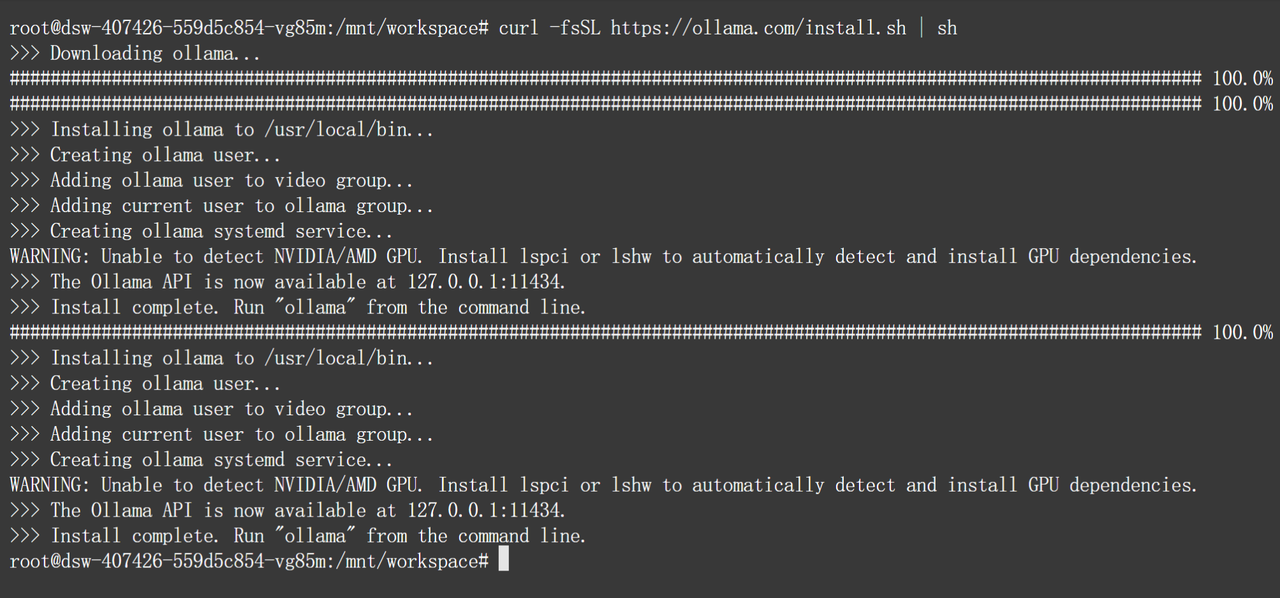 root@dsw-407426-559d5c854-vg85m:/mnt/workspace# curl -fsSL https://ollama.com/install.sh | sh
>>> Downloading ollama...
##################################################################################################################### 100.0%
##################################################################################################################### 100.0%
>>> Installing ollama to /usr/local/bin...
>>> Creating ollama user...
>>> Adding ollama user to video group...
>>> Adding current user to ollama group...
>>> Creating ollama systemd service...
WARNING: Unable to detect NVIDIA/AMD GPU. Install lspci or lshw to automatically detect and install GPU dependencies.
>>> The Ollama API is now available at 127.0.0.1:11434.
>>> Install complete. Run "ollama" from the command line.
##################################################################################################################### 100.0%
>>> Installing ollama to /usr/local/bin...
>>> Creating ollama user...
>>> Adding ollama user to video group...
>>> Adding current user to ollama group...
>>> Creating ollama systemd service...
WARNING: Unable to detect NVIDIA/AMD GPU. Install lspci or lshw to automatically detect and install GPU dependencies.
>>> The Ollama API is now available at 127.0.0.1:11434.
>>> Install complete. Run "ollama" from the command line.
root@dsw-407426-559d5c854-vg85m:/mnt/workspace#